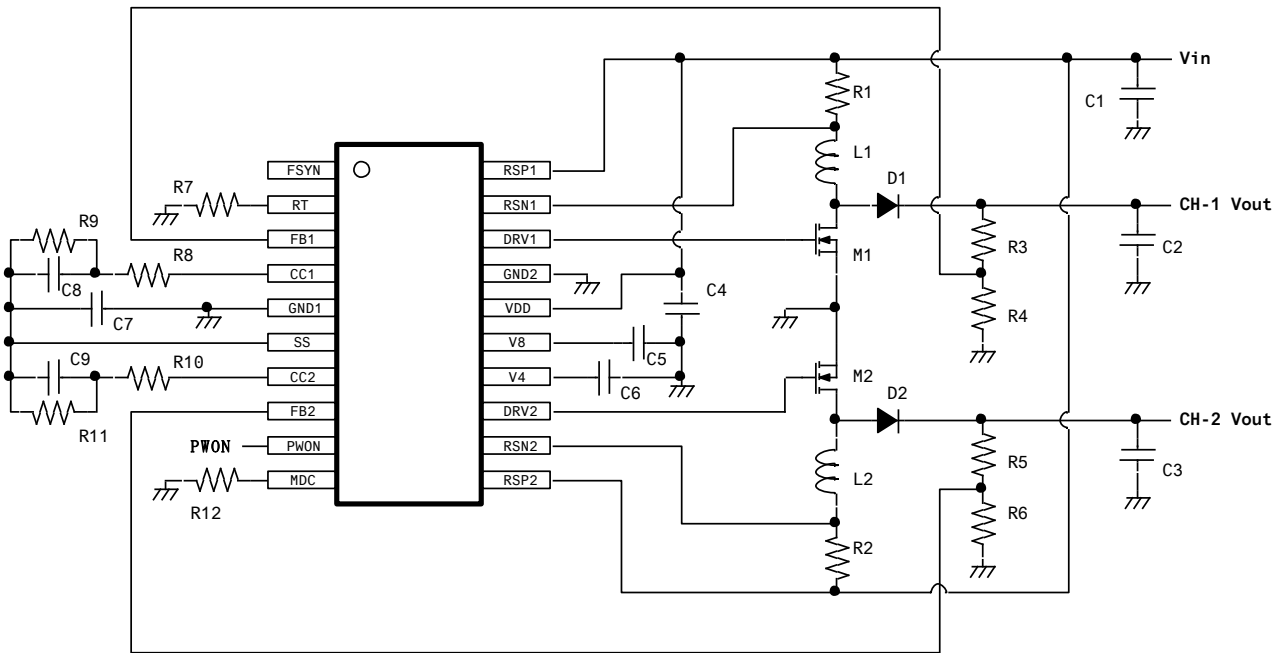 Vin
R1
C1
L1
FSYN
RSP1
D1
R7
RT
RSN1
CH-1 Vout
R9
FB1
DRV1
M1
R3
C2
R8
C8
CC1
GND2
C4
R4
C7
GND1
VDD
SS
V8
C5
C9
R10
CC2
V4
C6
M2
D2
R11
FB2
DRV2
CH-2 Vout
PWON
PWON
RSN2
L2
R5
C3
R12
MDC
RSP2
R6
R2